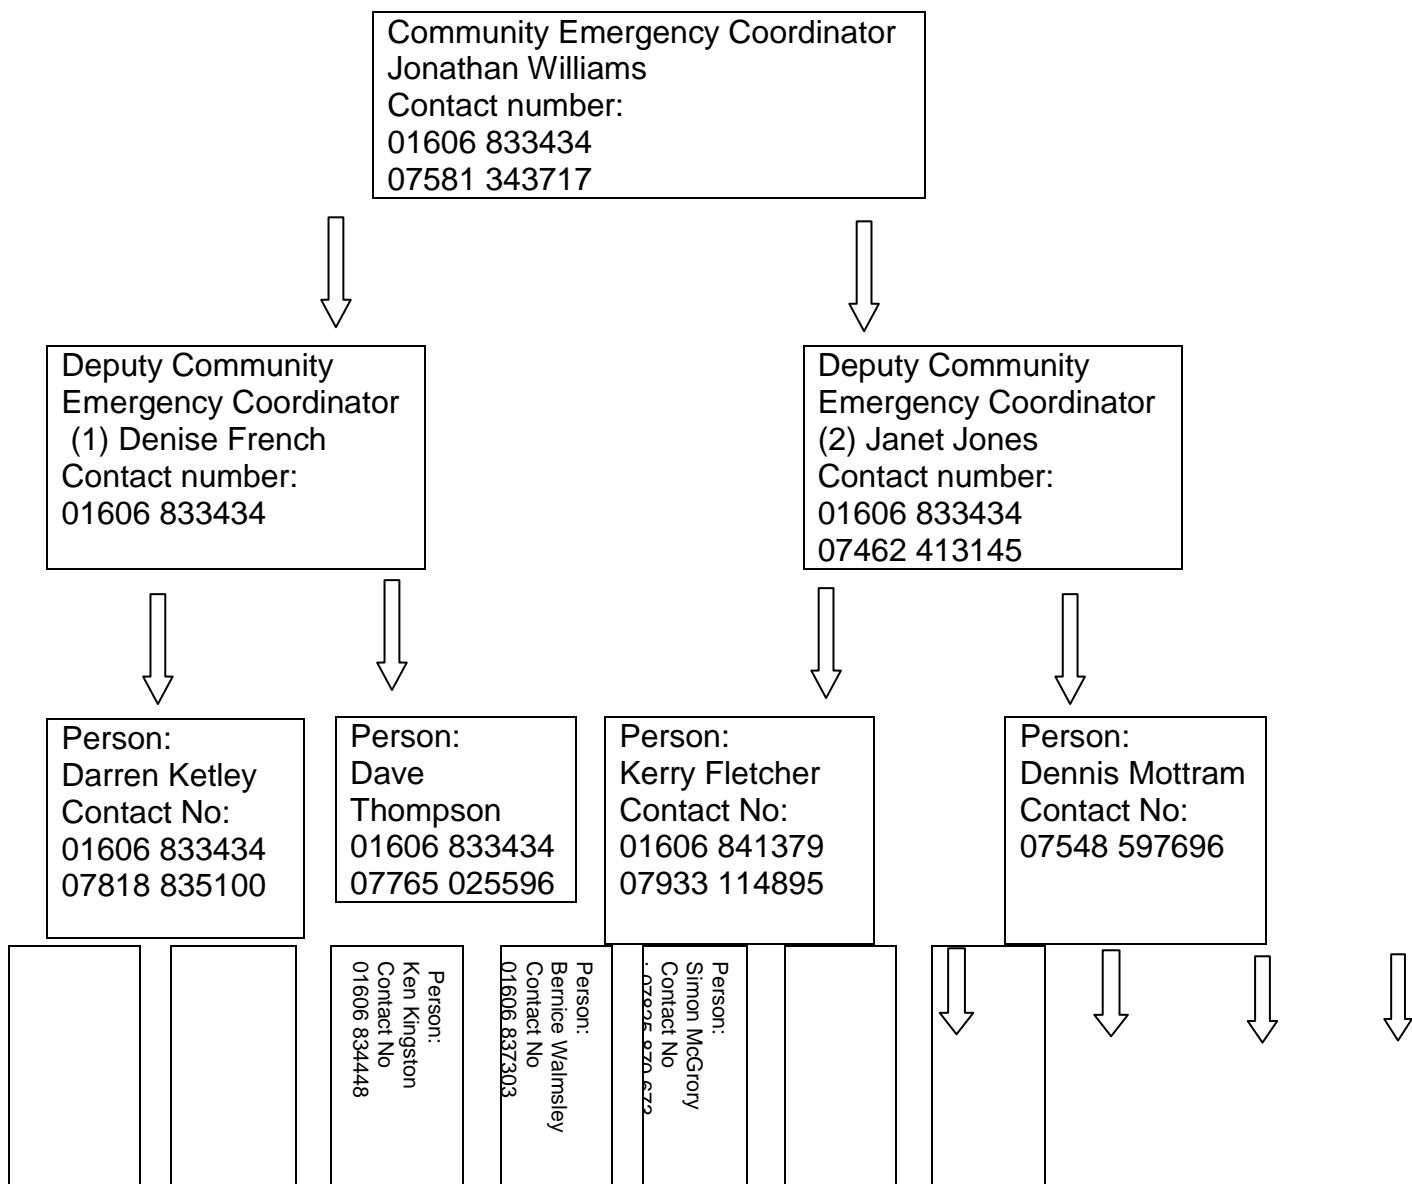 Community Emergency Coordinator
Jonathan Williams
Contact number:
01606 833434
07581 343717
Deputy Community
Emergency Coordinator
(1) Denise French
Contact number:
01606 833434
Deputy Community
Emergency Coordinator
(2) Janet Jones
Contact number:
01606 833434
07462 413145
Person:
Darren Ketley
Contact No:
01606 833434
07818 835100
Person:
Dave
Thompson
01606 833434
07765 025596
Person:
Kerry Fletcher
Contact No:
01606 841379
07933 114895
Person:
Dennis Mottram
Contact No:
07548 597696
Person:
Ken Kingston
Contact No
01606 834448
Person:
Bernice Walmsley
Contact No
01606 837303
Person:
Simon McGrory
Contact No